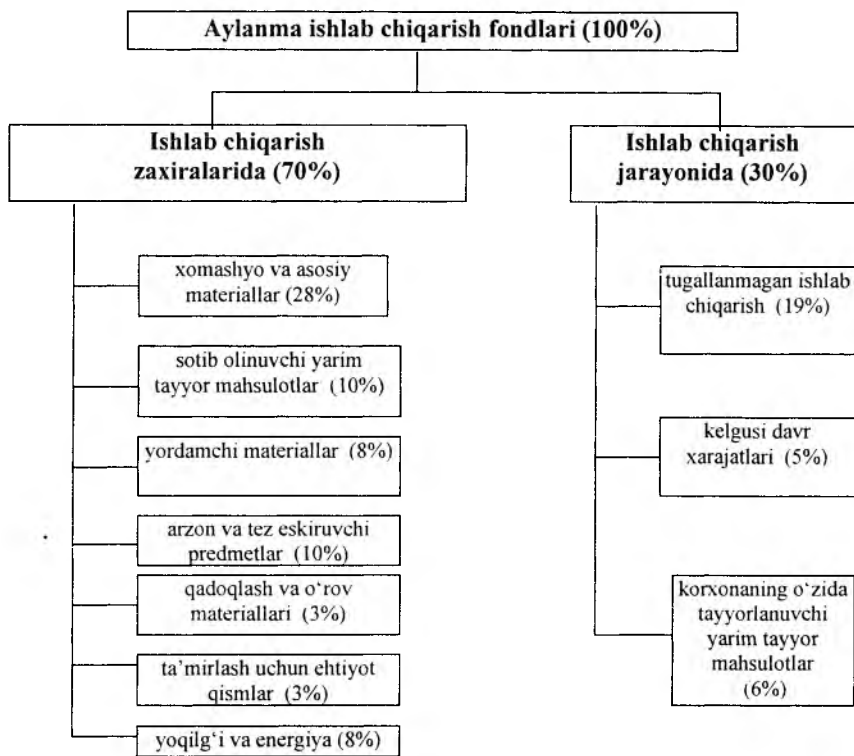 Aylanma ishlab chiqarish fondlari (100%)
Ishlab chiqarish
zaxiralarida (70%)
xomashyo va asosiy
materiallar (28%)
sotib olinuvchi yarim
tayyor mahsulotlar (10%)
yordamchi materiallar (8%)
arzon va tez eskiruvchi
predmetlar (10%)
qadoqlash va o‘rov
materiallari (3%)
ta’mirlash uchun ehtiyot
qismlar (3%)
yoqilg‘i va energiya (8%)
Ishlab chiqarish
jarayonida (30%)
tugallanmagan ishlab
chiqarish (19%)
kelgusi davr
xarajatlari (5%)
korxonaning o‘zida
tayyorlanuvchi
yarim tayyor
mahsulotlar
(6%)